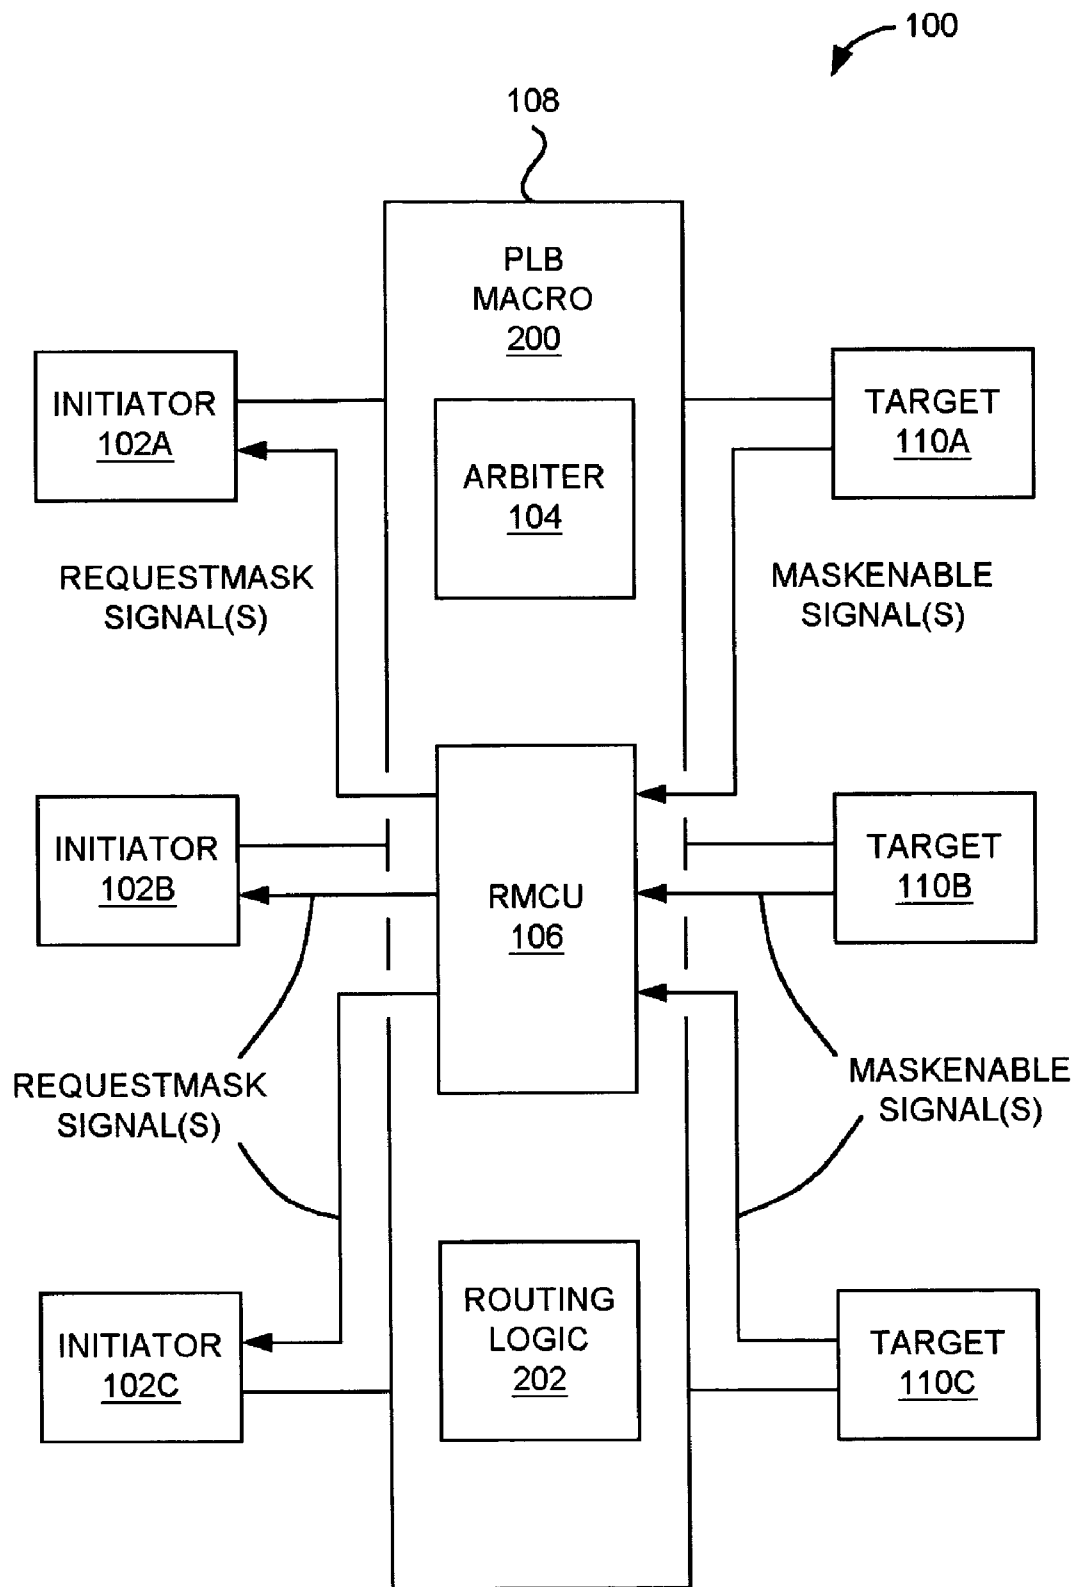 100
108
PLB
MACRO
200
INITIATOR
102A
ARBITER
104
TARGET
110A
REQUESTMASK
SIGNAL(S)
MASKENABLE
SIGNAL(S)
INITIATOR
102B
RMCU
106
TARGET
110B
REQUESTMASK
SIGNAL(S)
MASKENABLE
SIGNAL(S)
INITIATOR
102C
ROUTING
LOGIC
202
TARGET
110C